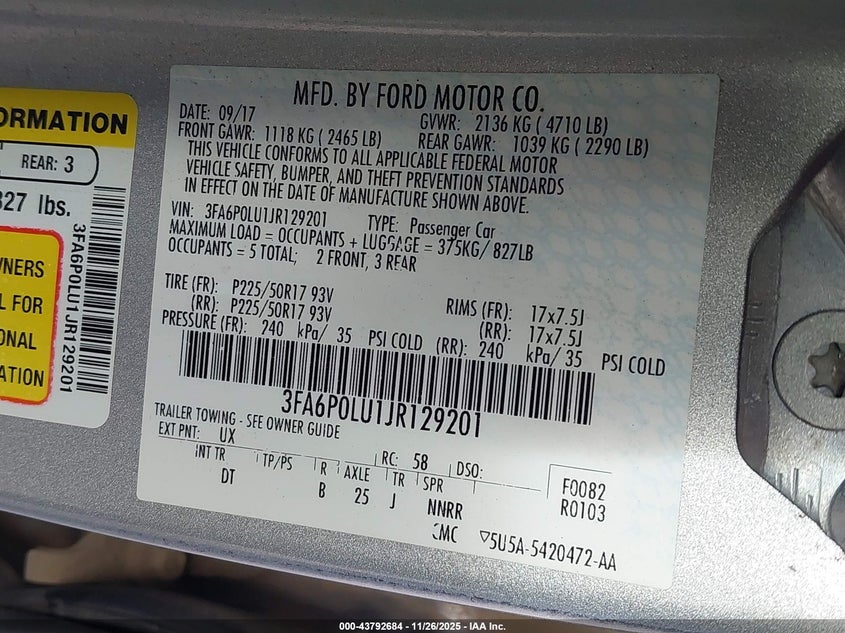 ORMATION
REAR: 3
827 lbs.
WNERS
L FOR
ONAL
ATION
3FA6P0LU1JR129201
MFD. BY FORD MOTOR CO.
DATE: 09/17 GVWR: 2136 KG ( 4710 LB)
FRONT GAWR: 1118 KG ( 2465 LB) REAR GAWR: 1039 KG ( 2290 LB)
THIS VEHICLE CONFORMS TO ALL APPLICABLE FEDERAL MOTOR
VEHICLE SAFETY, BUMPER, AND THEFT PREVENTION STANDARDS
IN EFFECT ON THE DATE OF MANUFACTURE SHOWN ABOVE.
VIN: 3FA6P0LU1JR129201 TYPE: Passenger Car
MAXIMUM LOAD = OCCUPANTS + LUGGAGE = 375KG/ 827LB
OCCUPANTS = 5 TOTAL; 2 FRONT, 3 REAR
TIRE (FR): P225/50R17 93V RIMS (FR): 17x7.5J
(RR): P225/50R17 93V (RR): 17x7.5J
PRESSURE (FR): 240 kPa/ 35 PSI COLD (RR): 240 kPa/ 35 PSI COLD
3FA6P0LU1JR129201
TRAILER TOWING - SEE OWNER GUIDE
EXT PNT: UX RC: 58 DSO:
INT TR TP/PS R AXLE TR SPR F0082
DT B 25 J NNRR R0103
CMC ▽5U5A-5420472-AA
000-43792684 - 11/26/2025 - IAA Inc.